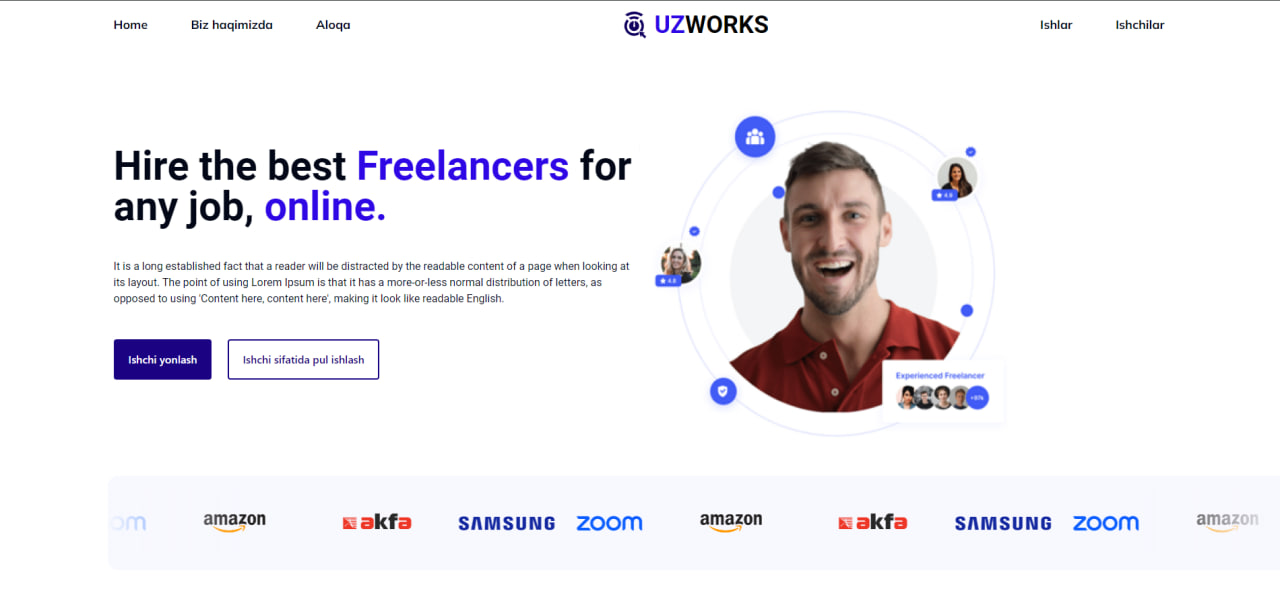 Home
Biz haqimizda
Aloqa
UZWORKS
Ishlar
Ishchilar
Hire the best Freelancers for
any job, online.
It is a long established fact that a reader will be distracted by the readable content of a page when looking at
its layout. The point of using Lorem Ipsum is that it has a more-or-less normal distribution of letters, as
opposed to using 'Content here, content here', making it look like readable English.
Ishchi yonlash
Ishchi sifatida pul ishlash
4.8
4.8
Experienced Freelancer
om
amazon
akfa
SAMSUNG
zoom
amazon
akfa
SAMSUNG
zoom
amazon